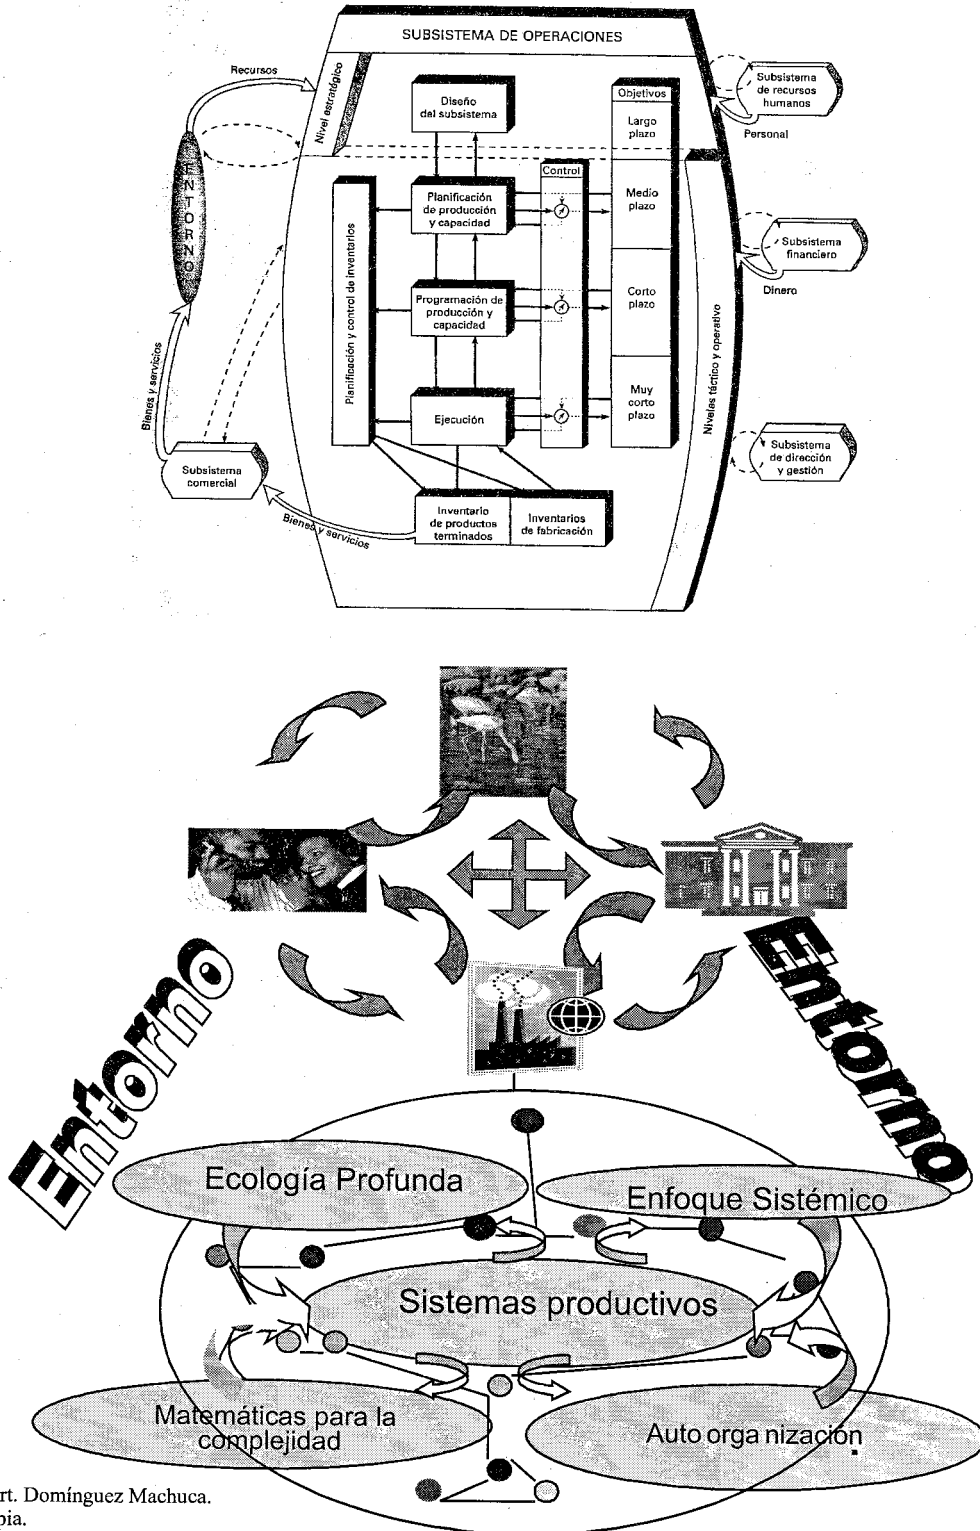 SUBSISTEMA DE OPERACIONES
Recursos
Nivel estratégico
Diseño
del subsistema
Objetivos
Largo
plazo
Subsistema
de recursos
humanos
Personal
ENTORNO
Control
Planificación
de producción
y capacidad
Medio
plazo
Planificación y control de inventarios
Subsistema
financiero
Dinero
Programación de
producción y
capacidad
Corto
plazo
Bienes y servicios
Niveles táctico y operativo
Ejecución
Muy
corto
plazo
Subsistema
de dirección
y gestión
Subsistema
comercial
Bienes y servicios
Inventario
de productos
terminados
Inventarios
de fabricación
Entorno
Entorno
Ecología Profunda
Enfoque Sistémico
Sistemas productivos
Matemáticas para la
complejidad
Auto orga nización
rt. Domínguez Machuca.
pia.